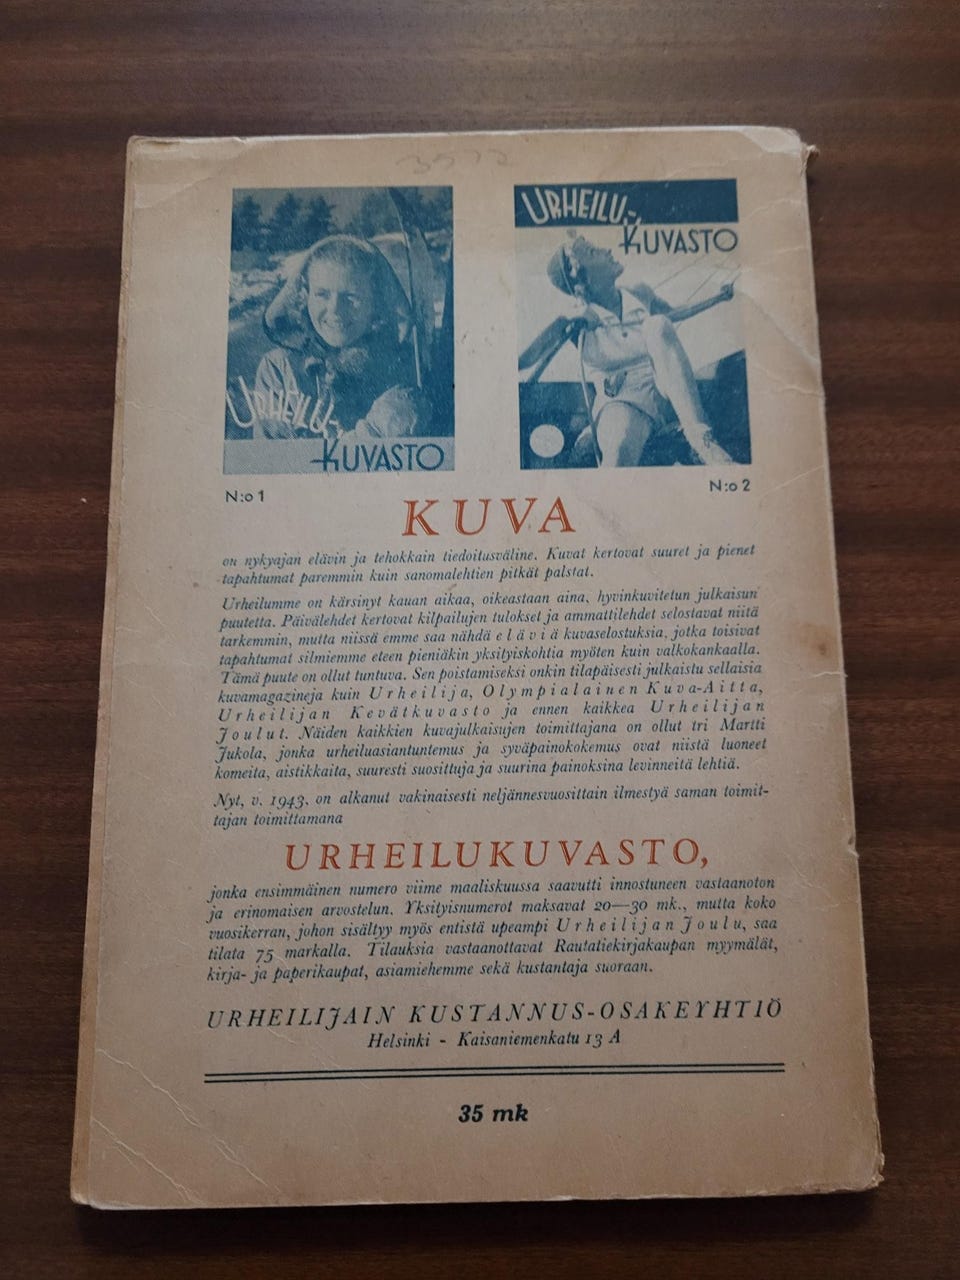 3572
URHEILU-,
KUVASTO
N:o 1
URHEILU-,
KUVASTO
N:o 2
KUVA
on nykyajan elävin ja tehokkain tiedoitusväline. Kuvat kertovat suuret ja pienet
tapahtumat paremmin kuin sanomalehtien pitkät palstat.
Urheilumme on kärsinyt kauan aikaa, oikeastaan aina, hyvinkuvitetun julkaisun
puutetta. Päivälehdet kertovat kilpailujen tulokset ja ammattilehdet selostavat niitä
tarkemmin, mutta niissä emme saa nähdä eläviä kuvaselostuksia, jotka toisivat
tapahtumat silmiemme eteen pieniäkin yksityiskohtia myöten kuin valkokankaalla.
Tämä puute on ollut tuntuva. Sen poistamiseksi onkin tilapäisesti julkaistu sellaisia
kuvamagazineja kuin Urheilija, Olympialainen Kuva-Aitta,
Urheilijan Kevätkuvasto ja ennen kaikkea Urheilijan
Joulut. Näiden kaikkien kuvajulkaisujen toimittajana on ollut tri Martti
Jukola, jonka urheiluasiantuntemus ja syväpainokokemus ovat niistä luoneet
komeita, aistikkaita, suuresti suosittuja ja suurina painoksina levinneitä lehtiä.
Nyt, v. 1943, on alkanut vakinaisesti neljännesvuosittain ilmestyä saman toimit-
tajan toimittamana
URHEILUKUVASTO,
jonka ensimmäinen numero viime maaliskuussa saavutti innostuneen vastaanoton
ja erinomaisen arvostelun. Yksityisnumerot maksavat 20—30 mk., mutta koko
vuosikerran, johon sisältyy myös entistä upeampi Urheilijan Joulu, saa
tilata 75 markalla. Tilauksia vastaanottavat Rautatiekirjakaupan myymälät,
kirja- ja paperikaupat, asiamiehemme sekä kustantaja suoraan.
URHEILIJAIN KUSTANNUS-OSAKEYHTIÖ
Helsinki - Kaisaniemenkatu 13 A
35 mk